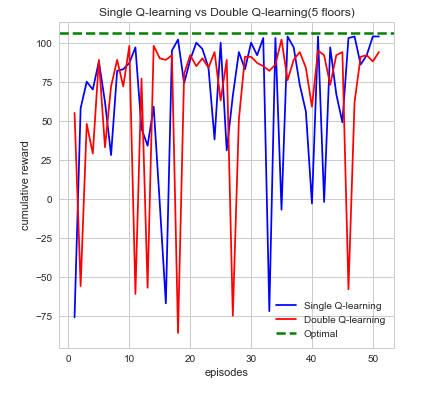 Single Q-learning vs Double Q-learning(5 floors)
cumulative reward
100
75
50
25
0
−25
−50
−75
0
10
20
30
40
50
episodes
Single Q-learning
Double Q-learning
Optimal